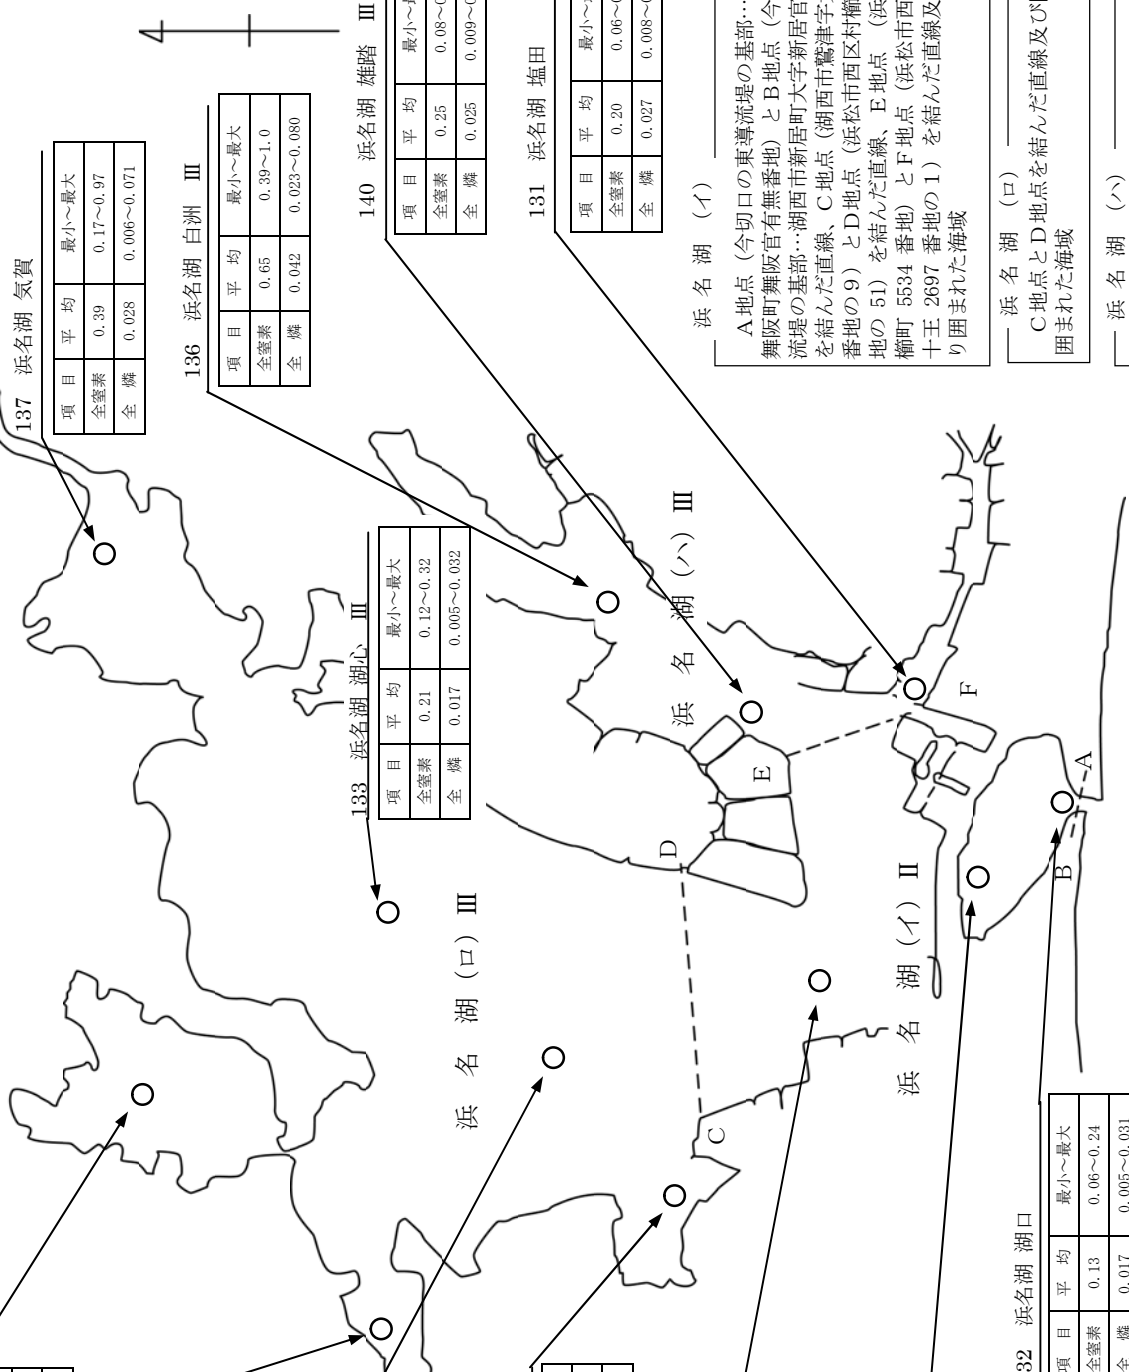 137 浜名湖 気賀
項 目 平 均 最小～最大
全窒素 0.39 0.17～0.97
全 燐 0.028 0.006～0.071
136 浜名湖 白洲 Ⅲ
項 目 平 均 最小～最大
全窒素 0.65 0.39～1.0
全 燐 0.042 0.023～0.080
140 浜名湖 雄踏 Ⅲ
項 目 平 均 最小～
全窒素 0.25 0.08～
全 燐 0.025 0.009～
131 浜名湖 塩田
項 目 平 均 最小～
全窒素 0.20 0.06～
全 燐 0.027 0.008～
133 浜名湖 湖心 Ⅲ
項 目 平 均 最小～最大
全窒素 0.21 0.12～0.32
全 燐 0.017 0.005～0.032
32 浜名湖 湖口
項 目 平 均 最小～最大
全窒素 0.13 0.06～0.24
全 燐 0.017 0.005～0.031
浜 名 湖 (ロ) Ⅲ
浜 名 湖 (ハ) Ⅲ
浜 名 湖 (イ) Ⅱ
A
B
C
D
E
F
浜 名 湖 (イ)
A地点（今切口の東導流堤の基部…
舞阪町舞阪官有無番地）とB地点（今
流堤の基部…湖西市新居町大字新居官
を結んだ直線、C地点（湖西市鷲津字
番地の９）とD地点（浜松市西区村櫛
地の 51）を結んだ直線、E地点（浜
櫛町 5534 番地）とF地点（浜松市西
十王 2697 番地の１）を結んだ直線及
り囲まれた海域
浜 名 湖 (ロ)
C地点とD地点を結んだ直線及び
囲まれた海域
浜 名 湖 (ハ)